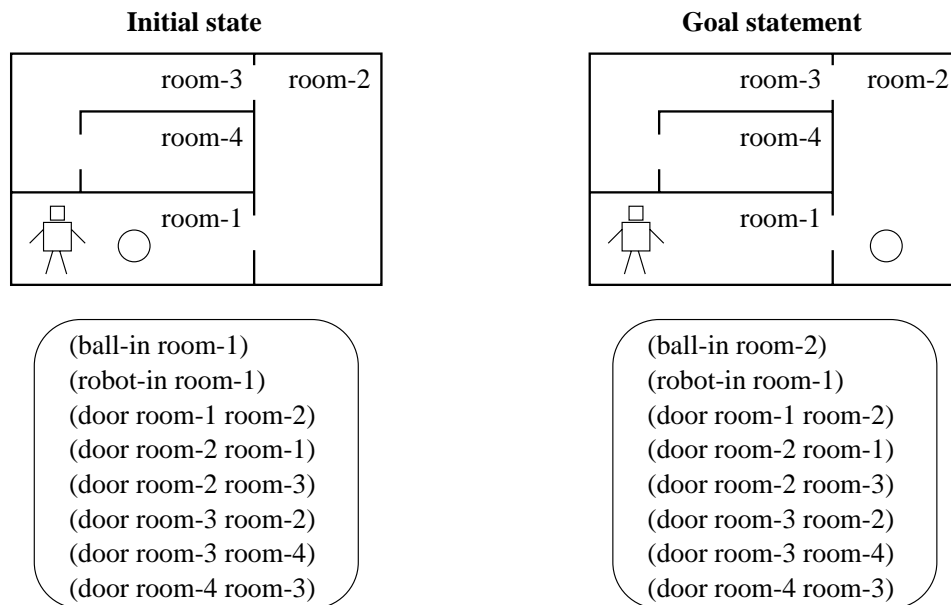 Initial state
room-3 room-2
room-4
room-1
(ball-in room-1)
(robot-in room-1)
(door room-1 room-2)
(door room-2 room-1)
(door room-2 room-3)
(door room-3 room-2)
(door room-3 room-4)
(door room-4 room-3)
Goal statement
room-3 room-2
room-4
room-1
(ball-in room-2)
(robot-in room-1)
(door room-1 room-2)
(door room-2 room-1)
(door room-2 room-3)
(door room-3 room-2)
(door room-3 room-4)
(door room-4 room-3)